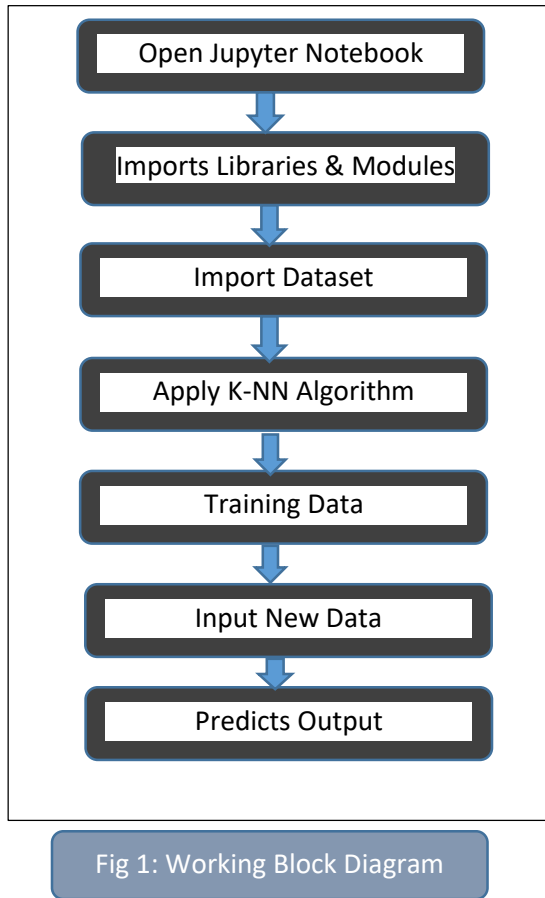 Open Jupyter Notebook
Imports Libraries & Modules
Import Dataset
Apply K-NN Algorithm
Training Data
Input New Data
Predicts Output
Fig 1: Working Block Diagram